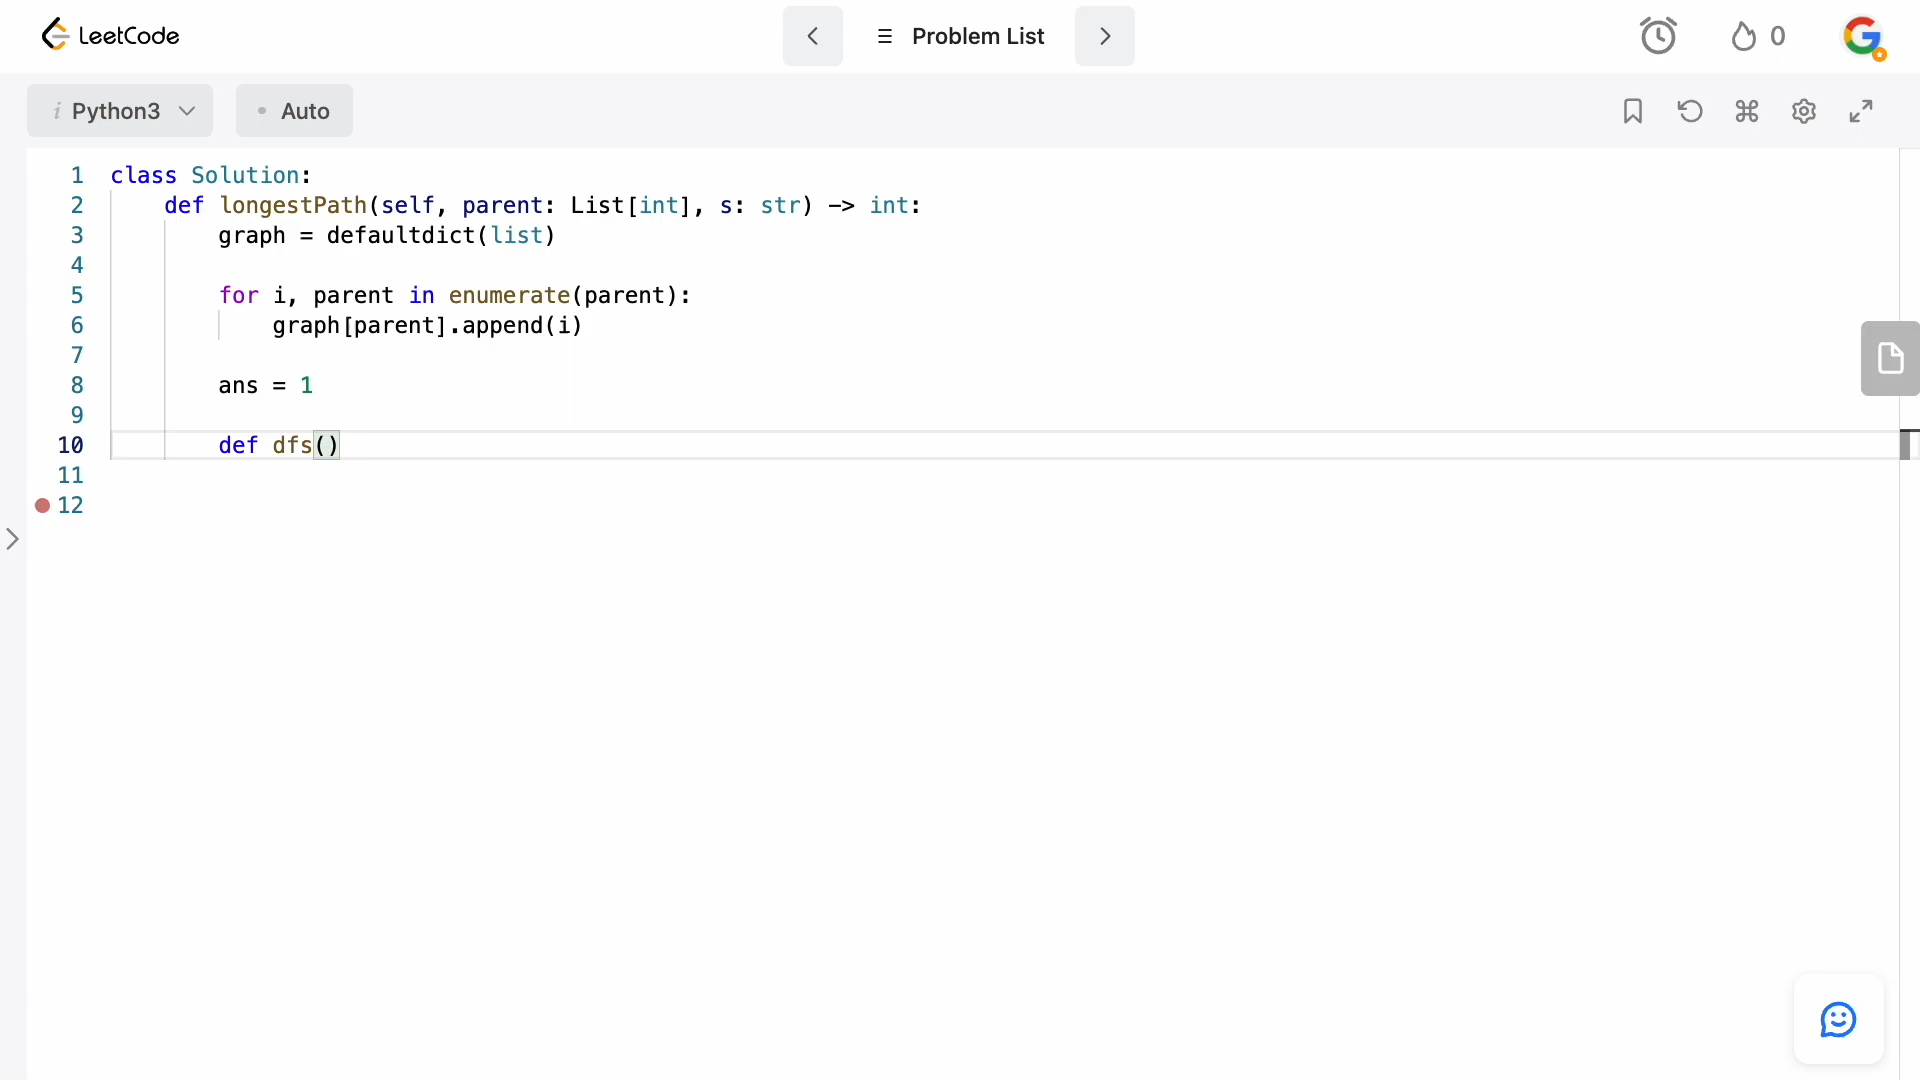 LeetCode
Problem List
0
i Python3
Auto
1 class Solution:
2 def longestPath(self, parent: List[int], s: str) -> int:
3 graph = defaultdict(list)
4
5 for i, parent in enumerate(parent):
6 graph[parent].append(i)
7
8 ans = 1
9
10 def dfs()
11
12